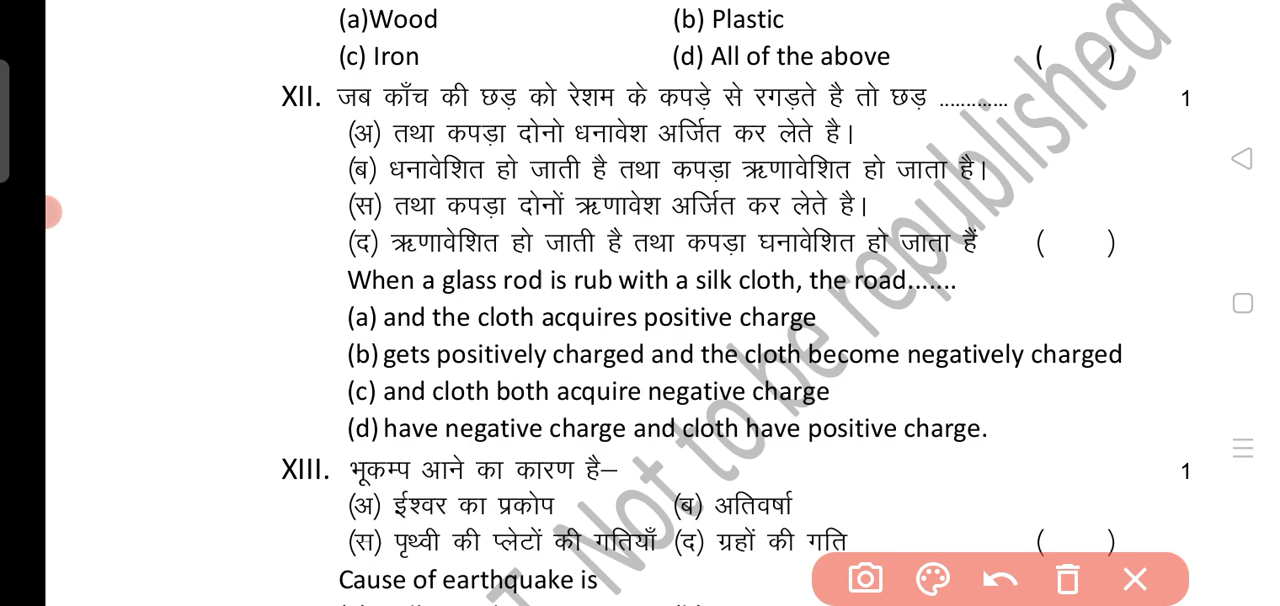 (a)Wood (b) Plastic
(c) Iron (d) All of the above ( )
XII. जब काँच की छड़ को रेशम के कपड़े से रगड़ते है तो छड़ ............. 1
(अ) तथा कपड़ा दोनो धनावेश अर्जित कर लेते है।
(ब) धनावेशित हो जाती है तथा कपड़ा ऋणावेशित हो जाता है।
(स) तथा कपड़ा दोनों ऋणावेश अर्जित कर लेते है।
(द) ऋणावेशित हो जाती है तथा कपड़ा घनावेशित हो जाता हैं ( )
When a glass rod is rub with a silk cloth, the road.......
(a) and the cloth acquires positive charge
(b) gets positively charged and the cloth become negatively charged
(c) and cloth both acquire negative charge
(d) have negative charge and cloth have positive charge.
XIII. भूकम्प आने का कारण है– 1
(अ) ईश्वर का प्रकोप (ब) अतिवर्षा
(स) पृथ्वी की प्लेटों की गतियाँ (द) ग्रहों की गति ( )
Cause of earthquake is
Not to be republished